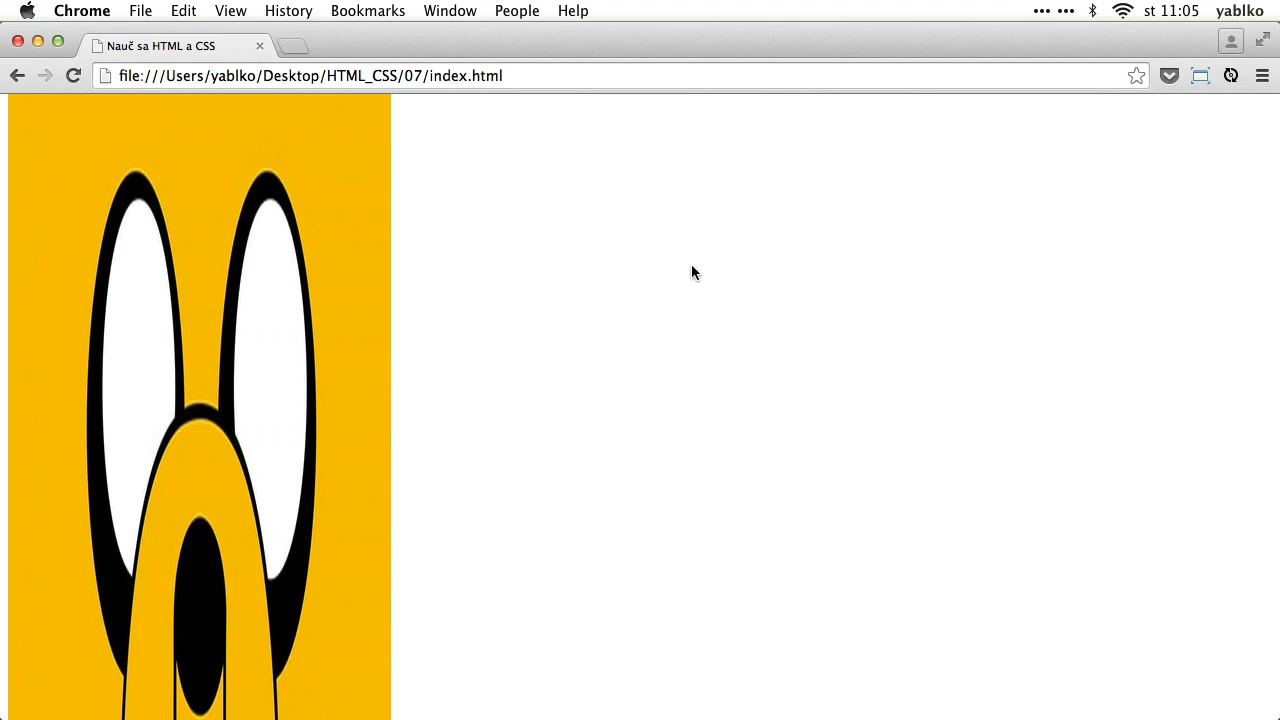 Chrome File Edit View History Bookmarks Window People Help st 11:05 yablko
Nauč sa HTML a CSS
file:///Users/yablko/Desktop/HTML_CSS/07/index.html